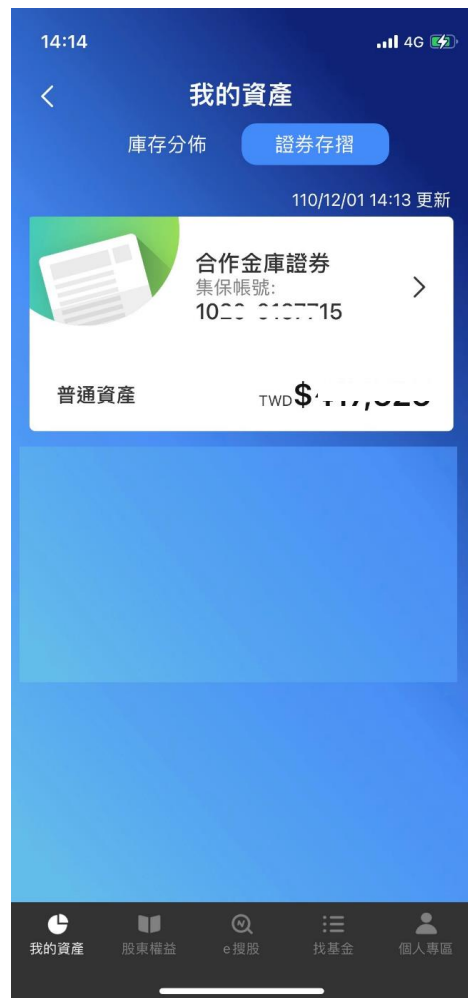 14:14
4G
我的資產
庫存分佈
證券存摺
110/12/01 14:13 更新
合作金庫證券
集保帳號:
普通資產
TWD$
我的資產
股東權益
e搜股
找基金
個人專區